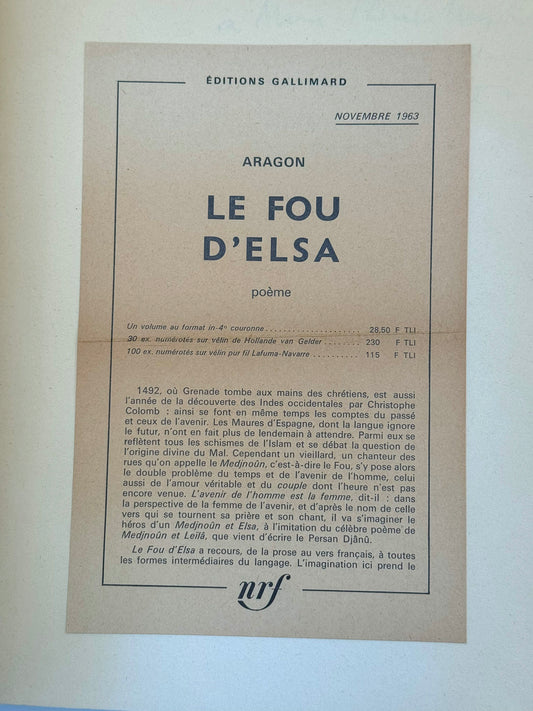 ÉDITIONS GALLIMARD
NOVEMBRE 1963
ARAGON
LE FOU
D'ELSA
poème
Un volume au format in-4º couronne..................... 28,50 F TLI
30 ex. numérotés sur vélin de Hollande van Gelder ........ 230 F TLI
100 ex. numérotés sur vélin pur fil Lafuma-Navarre .......... 115 F TLI
1492, où Grenade tombe aux mains des chrétiens, est aussi
l'année de la découverte des Indes occidentales par Christophe
Colomb : ainsi se font en même temps les comptes du passé
et ceux de l'avenir. Les Maures d'Espagne, dont la langue ignore
le futur, n'ont en fait plus de lendemain à attendre. Parmi eux se
reflètent tous les schismes de l'Islam et se débat la question de
l'origine divine du Mal. Cependant un vieillard, un chanteur des
rues qu'on appelle le Medjnoûn, c'est-à-dire le Fou, s'y pose alors
le double problème du temps et de l'avenir de l'homme, celui
aussi de l'amour véritable et du couple dont l'heure n'est pas
encore venue. L'avenir de l'homme est la femme, dit-il : dans
la perspective de la femme de l'avenir, et d'après le nom de celle
vers qui se tournent sa prière et son chant, il va s'imaginer le
héros d'un Medjnoûn et Elsa, à l'imitation du célèbre poème de
Medjnoûn et Leïlâ, que vient d'écrire le Persan Djâmî.
Le Fou d'Elsa a recours, de la prose au vers français, à toutes
les formes intermédiaires du langage. L'imagination ici prend le
nrf